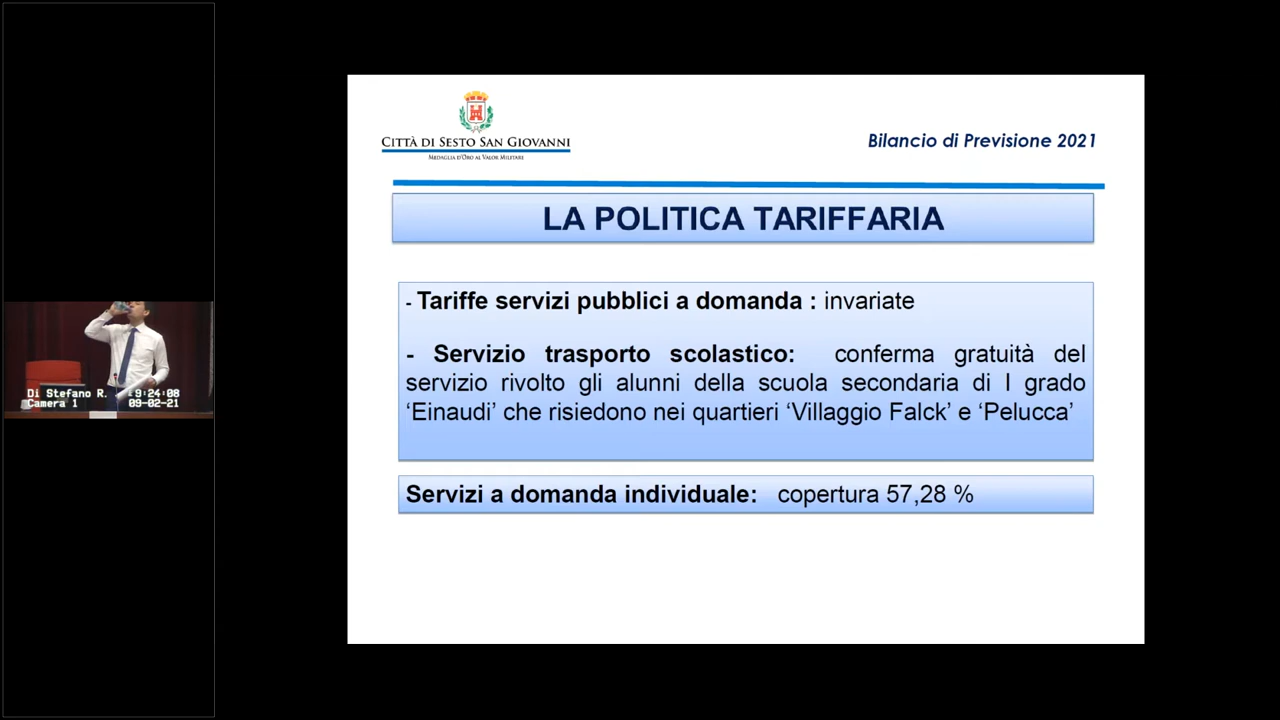 CITTÀ DI SESTO SAN GIOVANNI
MEDAGLIA D'ORO AL VALOR MILITARE
Bilancio di Previsione 2021
LA POLITICA TARIFFARIA
- Tariffe servizi pubblici a domanda : invariate
- Servizio trasporto scolastico: conferma gratuità del
servizio rivolto gli alunni della scuola secondaria di I grado
‘Einaudi’ che risiedono nei quartieri ‘Villaggio Falck’ e ‘Pelucca’
Servizi a domanda individuale: copertura 57,28 %
Di Stefano R.
Camera 1
09-02-21